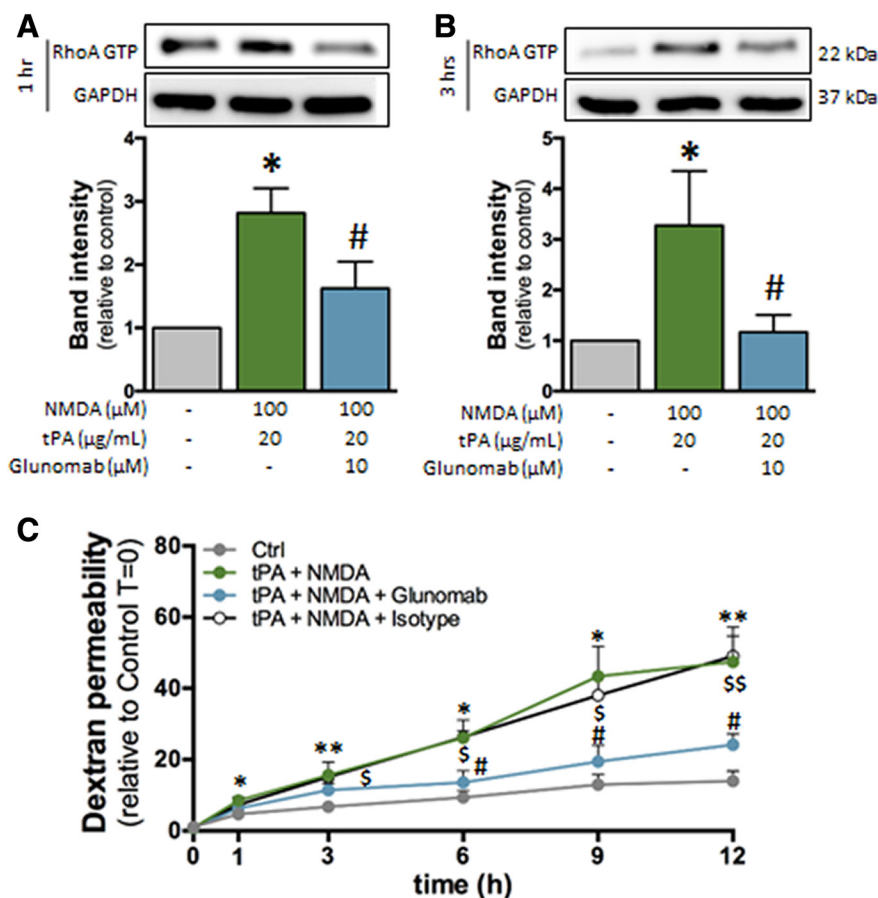 A
1 hr
RhoA GTP
GAPDH
Band intensity
(relative to control)
4
3
2
1
0
*
#
NMDA (µM) - 100 100
tPA (µg/mL) - 20 20
Glunomab (µM) - - 10
B
3 hrs
RhoA GTP 22 kDa
GAPDH 37 kDa
Band intensity
(relative to control)
5
4
3
2
1
0
*
#
NMDA (µM) - 100 100
tPA (µg/mL) - 20 20
Glunomab (µM) - - 10
C
Dextran permeability
(relative to Control T=0)
80
60
40
20
0
Ctrl
tPA + NMDA
tPA + NMDA + Glunomab
tPA + NMDA + Isotype
* ** * * **
$ $ $ $$
# # #
0 1 3 6 9 12
time (h)